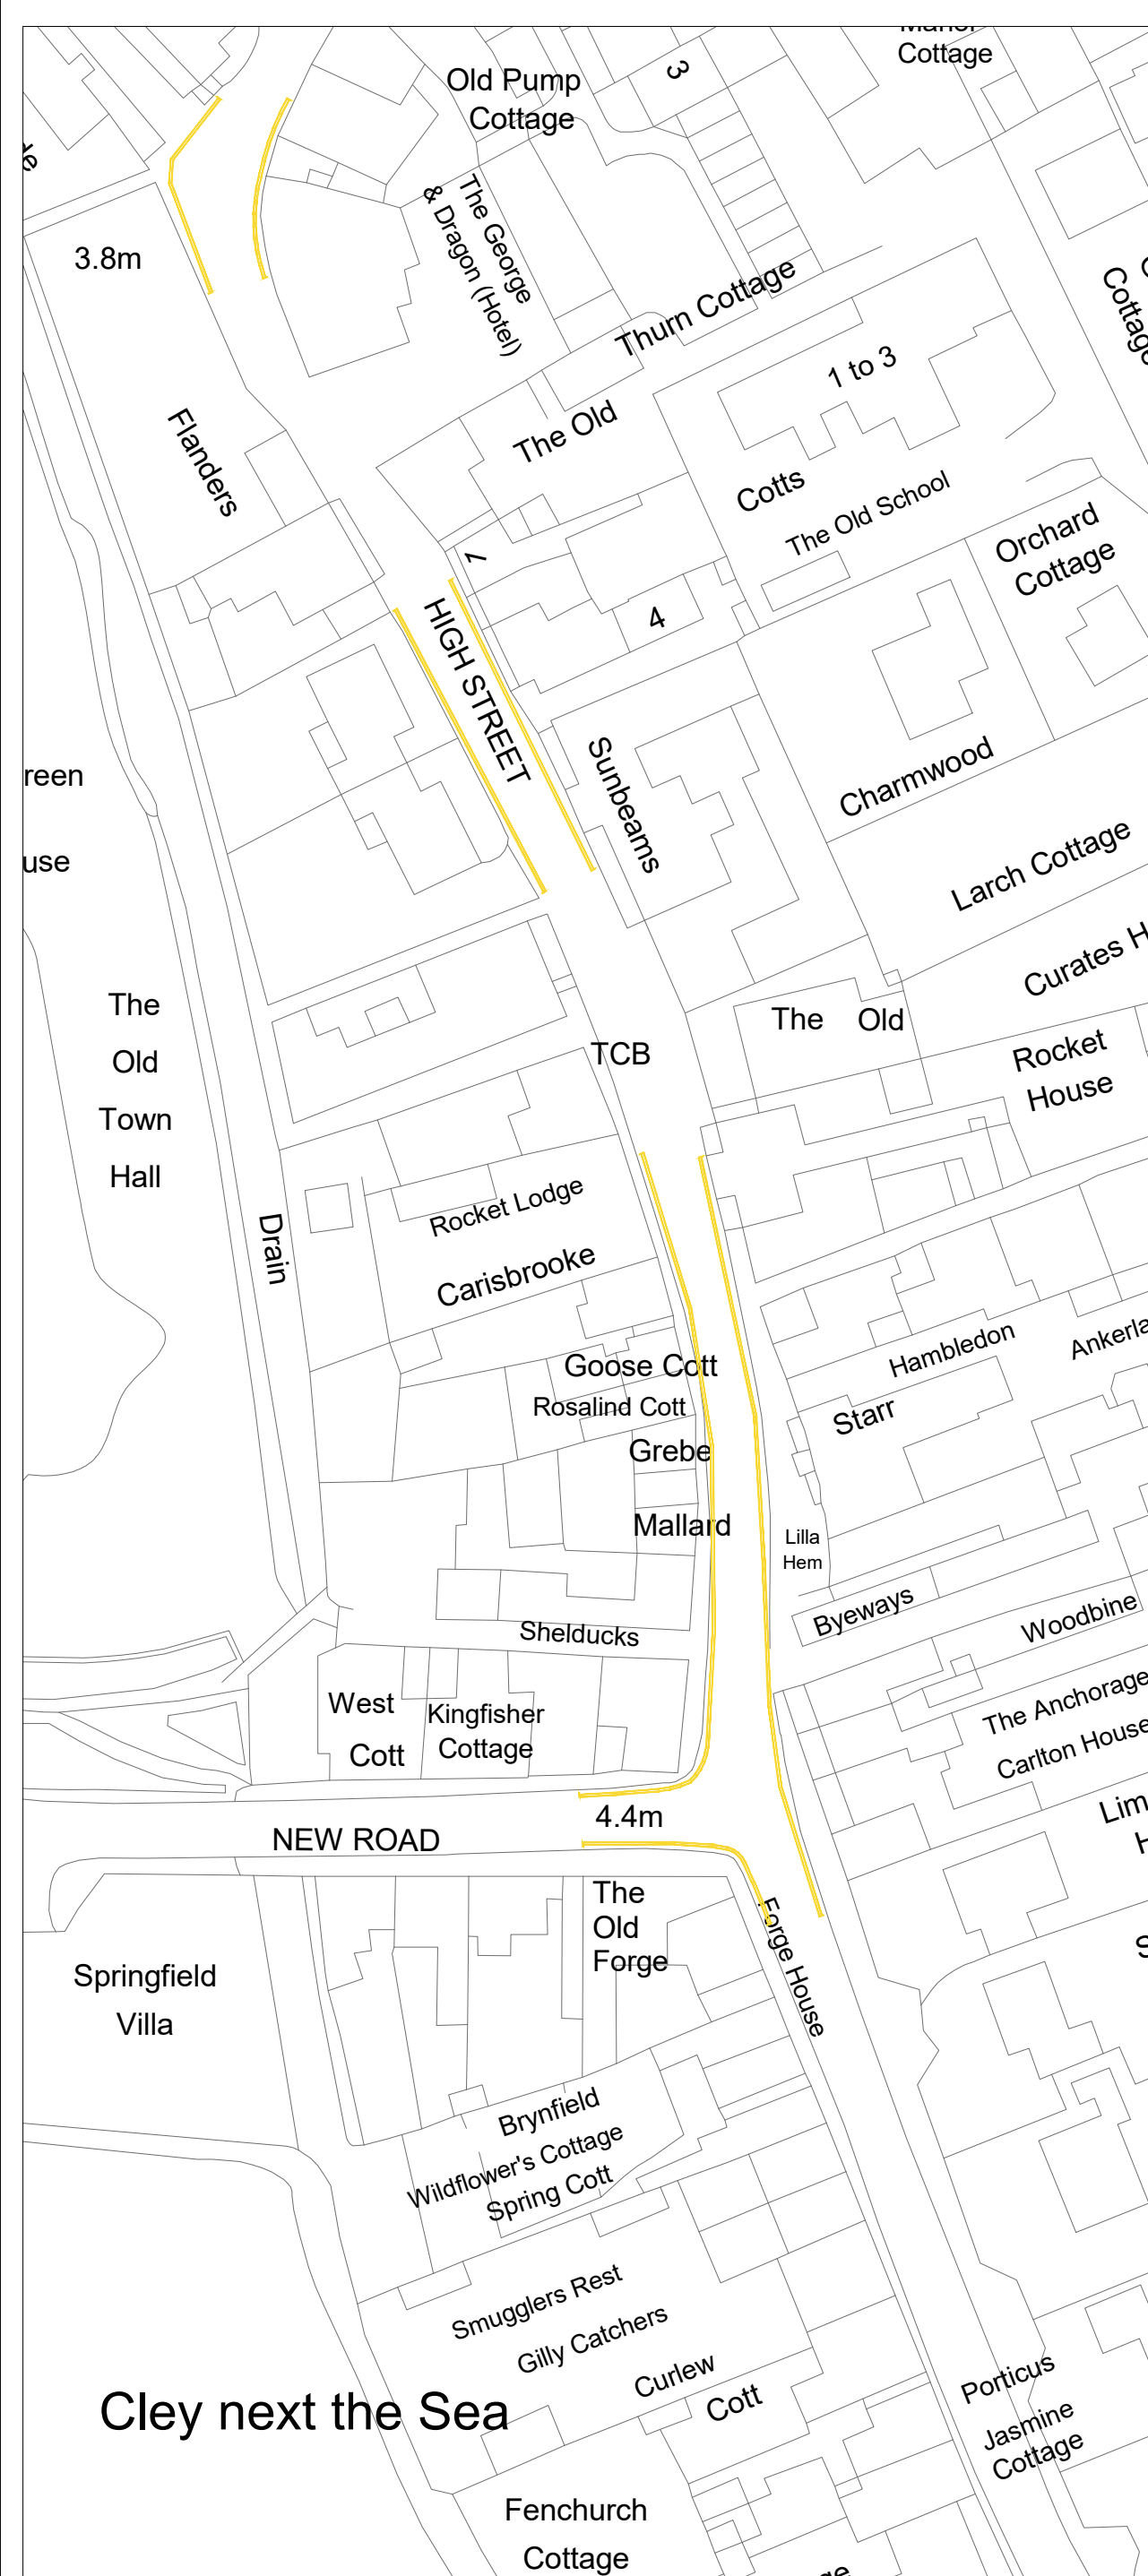 Cottage
Old Pump
Cottage
3
The George
& Dragon (Hotel)
3.8m
Thurn Cottage
Cottage
1 to 3
Flanders
The Old
Cotts
The Old School
Orchard
Cottage
1
4
HIGH STREET
Sunbeams
Charmwood
Larch Cottage
Curates H
reen
use
The
Old
Town
Hall
The Old
TCB
Rocket
House
Rocket Lodge
Drain
Carisbrooke
Goose Cott
Rosalind Cott
Grebe
Mallard
Hambledon
Starr
Lilla
Hem
Byeways
Woodbine
Shelducks
West
Cott
Kingfisher
Cottage
The Anchorage
Carlton House
Lim
H
4.4m
NEW ROAD
The
Old
Forge
Forge House
Springfield
Villa
Brynfield
Wildflower's Cottage
Spring Cott
Smugglers Rest
Gilly Catchers
Curlew
Cott
Porticus
Jasmine
Cottage
Cley next the Sea
Fenchurch
Cottage